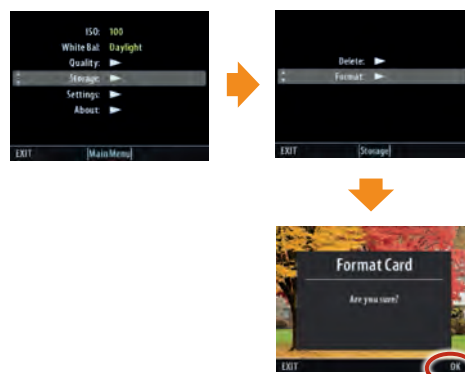 ISO: 100
White Bal: Daylight
Quality:
Storage:
Settings:
About:
EXIT Main Menu
Delete:
Format:
EXIT Storage
Format Card
Are you sure?
EXIT OK